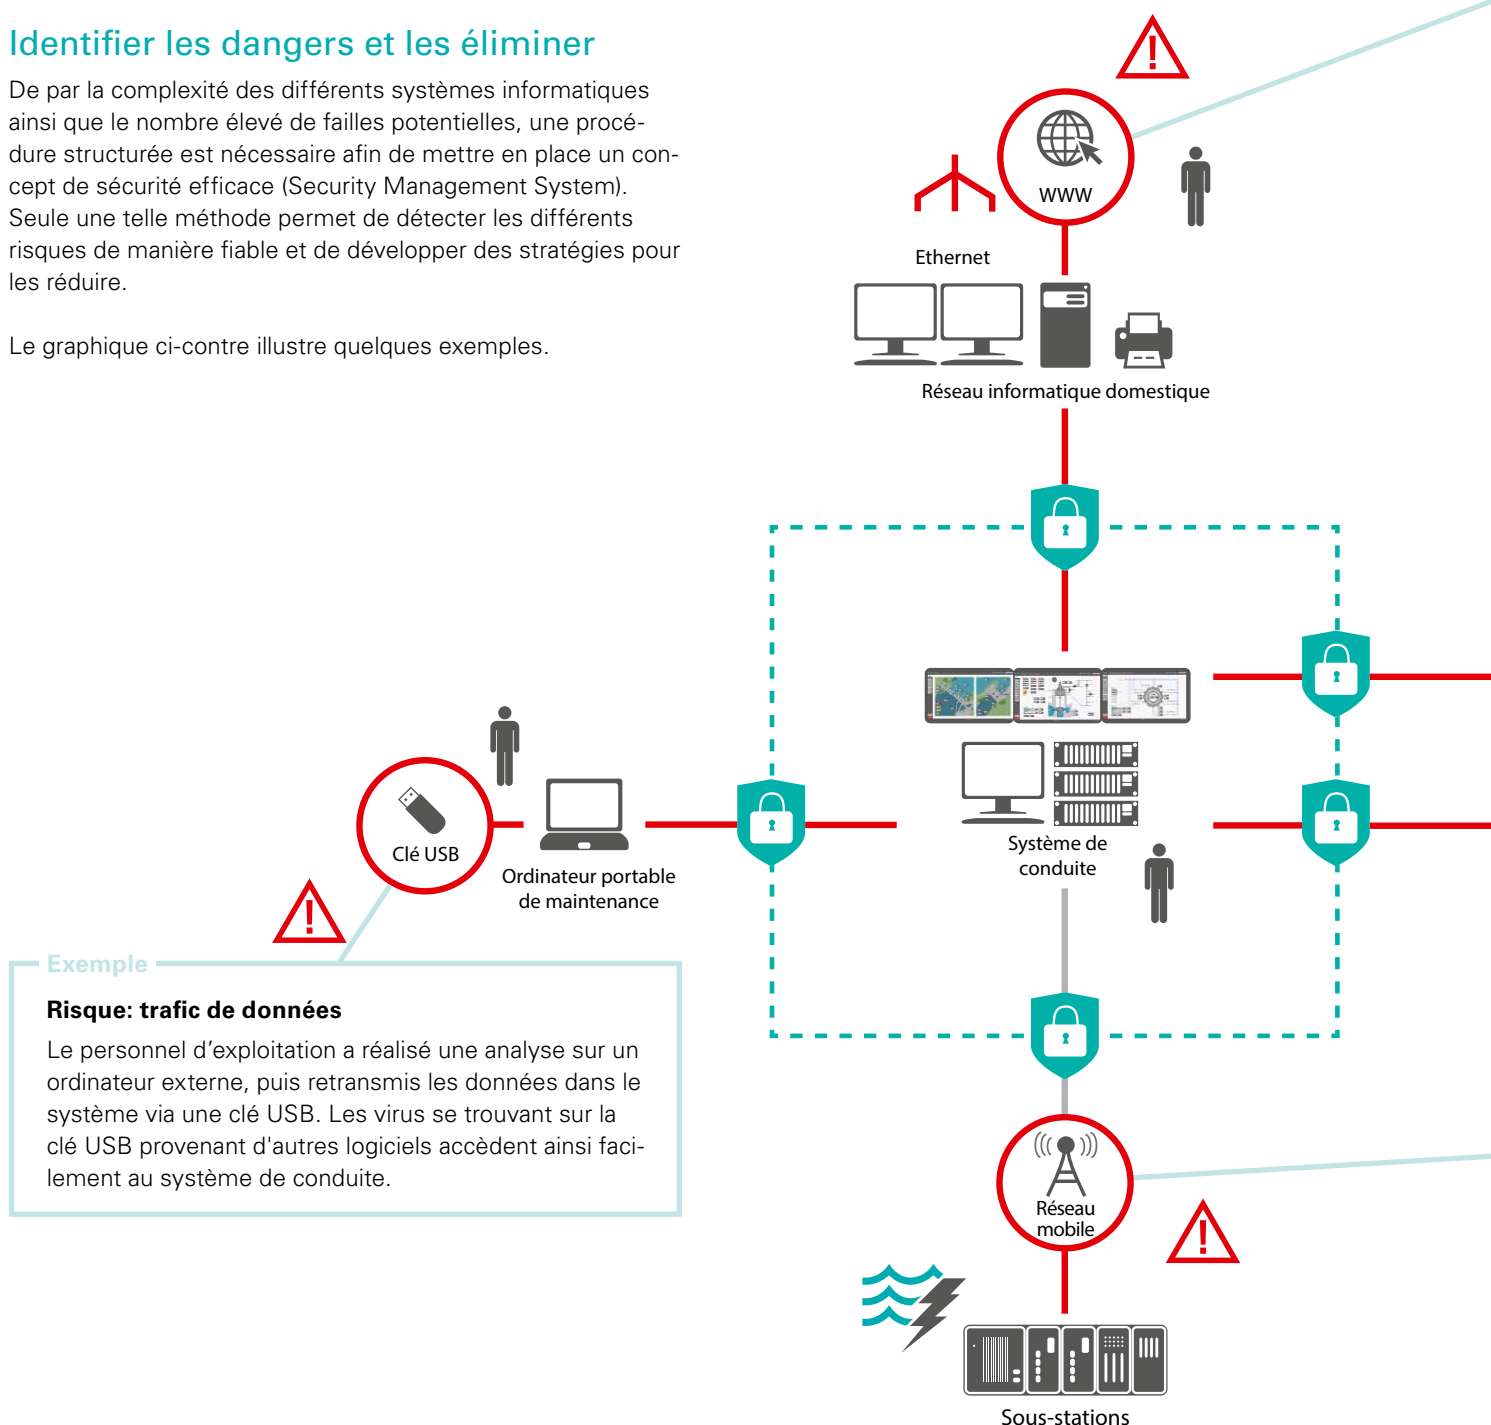 Identifier les dangers et les éliminer
De par la complexité des différents systèmes informatiques
ainsi que le nombre élevé de failles potentielles, une procé-
dure structurée est nécessaire afin de mettre en place un con-
cept de sécurité efficace (Security Management System).
Seule une telle méthode permet de détecter les différents
risques de manière fiable et de développer des stratégies pour
les réduire.
Le graphique ci-contre illustre quelques exemples.
WWW
Ethernet
Réseau informatique domestique
Système de
conduite
Clé USB
Ordinateur portable
de maintenance
Exemple
Risque: trafic de données
Le personnel d’exploitation a réalisé une analyse sur un
ordinateur externe, puis retransmis les données dans le
système via une clé USB. Les virus se trouvant sur la
clé USB provenant d'autres logiciels accèdent ainsi faci-
lement au système de conduite.
Réseau
mobile
Sous-stations